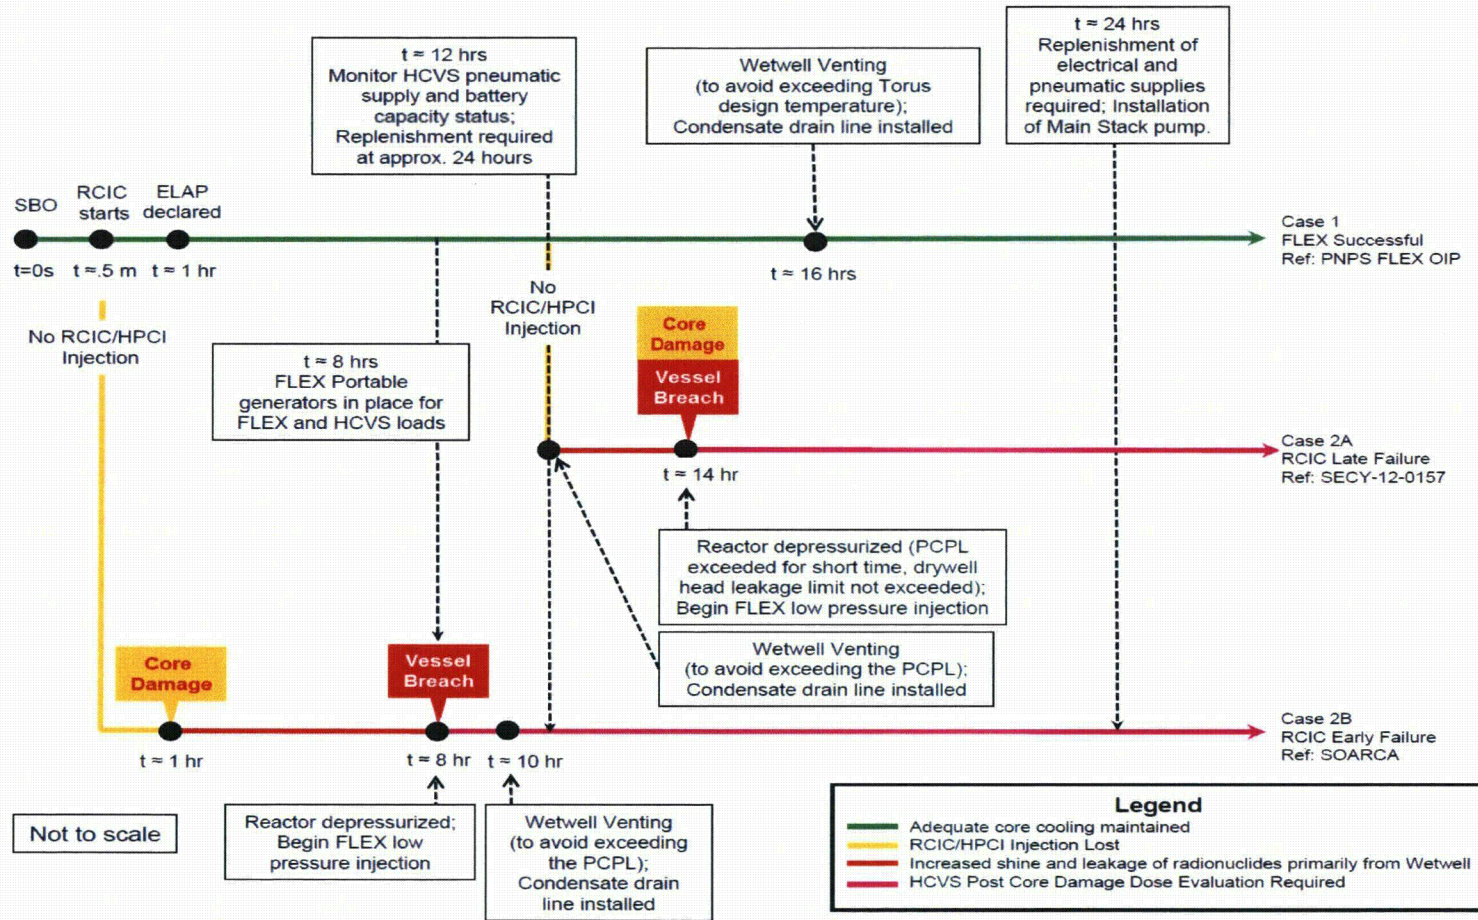 t ≈ 12 hrs
Monitor HCVS pneumatic
supply and battery
capacity status;
Replenishment required
at approx. 24 hours
Wetwell Venting
(to avoid exceeding Torus
design temperature);
Condensate drain line installed
t ≈ 24 hrs
Replenishment of
electrical and
pneumatic supplies
required; Installation
of Main Stack pump.
SBO
RCIC
starts
ELAP
declared
t=0s
t ≈ .5 m
t ≈ 1 hr
t ≈ 16 hrs
Case 1
FLEX Successful
Ref: PNPS FLEX OIP
No RCIC/HPCI
Injection
No
RCIC/HPCI
Injection
t ≈ 8 hrs
FLEX Portable
generators in place for
FLEX and HCVS loads
Core
Damage
Vessel
Breach
t ≈ 14 hr
Case 2A
RCIC Late Failure
Ref: SECY-12-0157
Reactor depressurized (PCPL
exceeded for short time, drywell
head leakage limit not exceeded);
Begin FLEX low pressure injection
Wetwell Venting
(to avoid exceeding the PCPL);
Condensate drain line installed
Core
Damage
Vessel
Breach
t ≈ 1 hr
t ≈ 8 hr
t ≈ 10 hr
Case 2B
RCIC Early Failure
Ref: SOARCA
Not to scale
Reactor depressurized;
Begin FLEX low
pressure injection
Wetwell Venting
(to avoid exceeding
the PCPL);
Condensate drain
line installed
Legend
Adequate core cooling maintained
RCIC/HPCI Injection Lost
Increased shine and leakage of radionuclides primarily from Wetwell
HCVS Post Core Damage Dose Evaluation Required